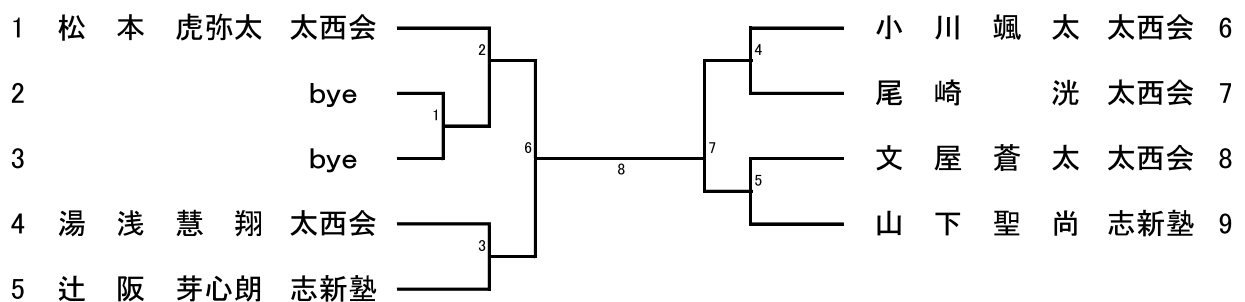 1 松 本 虎弥太 太西会
2 bye
3 bye
4 湯 浅 慧 翔 太西会
5 辻 阪 芽心朗 志新塾
2
1
6
3
8
4
7
5
小 川 颯 太 太西会 6
尾 崎 洸 太西会 7
文 屋 蒼 太 太西会 8
山 下 聖 尚 志新塾 9